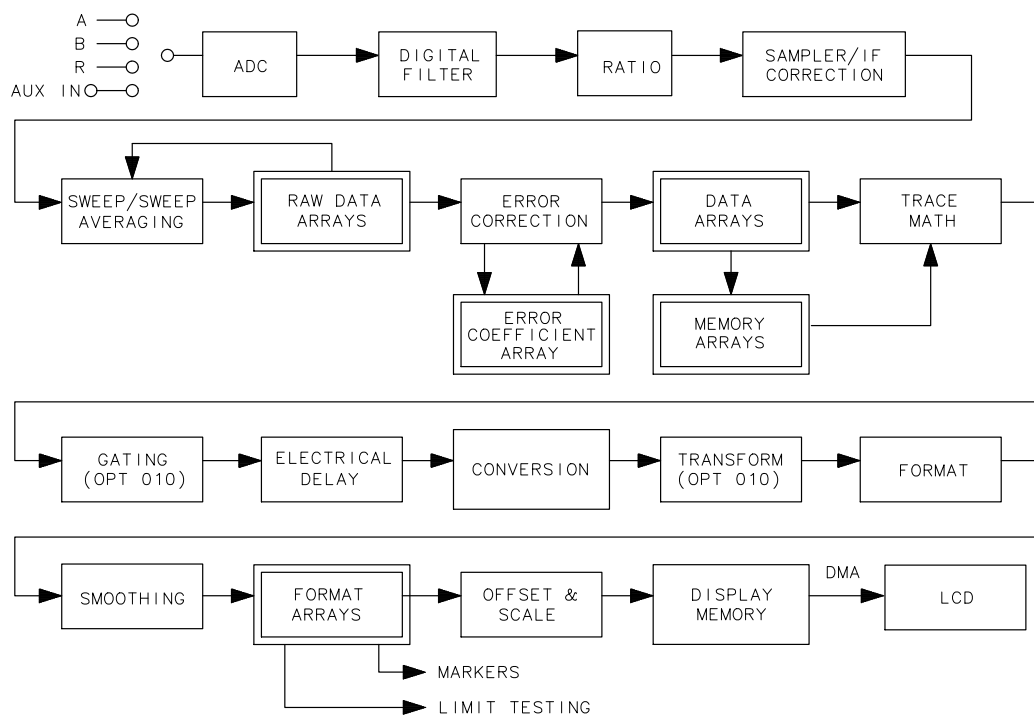 A
B
R
AUX IN
ADC
DIGITAL
FILTER
RATIO
SAMPLER/IF
CORRECTION
SWEEP/SWEEP
AVERAGING
RAW DATA
ARRAYS
ERROR
CORRECTION
DATA
ARRAYS
TRACE
MATH
ERROR
COEFFICIENT
ARRAY
MEMORY
ARRAYS
GATING
(OPT 010)
ELECTRICAL
DELAY
CONVERSION
TRANSFORM
(OPT 010)
FORMAT
SMOOTHING
FORMAT
ARRAYS
OFFSET &
SCALE
DISPLAY
MEMORY
DMA
LCD
MARKERS
LIMIT TESTING